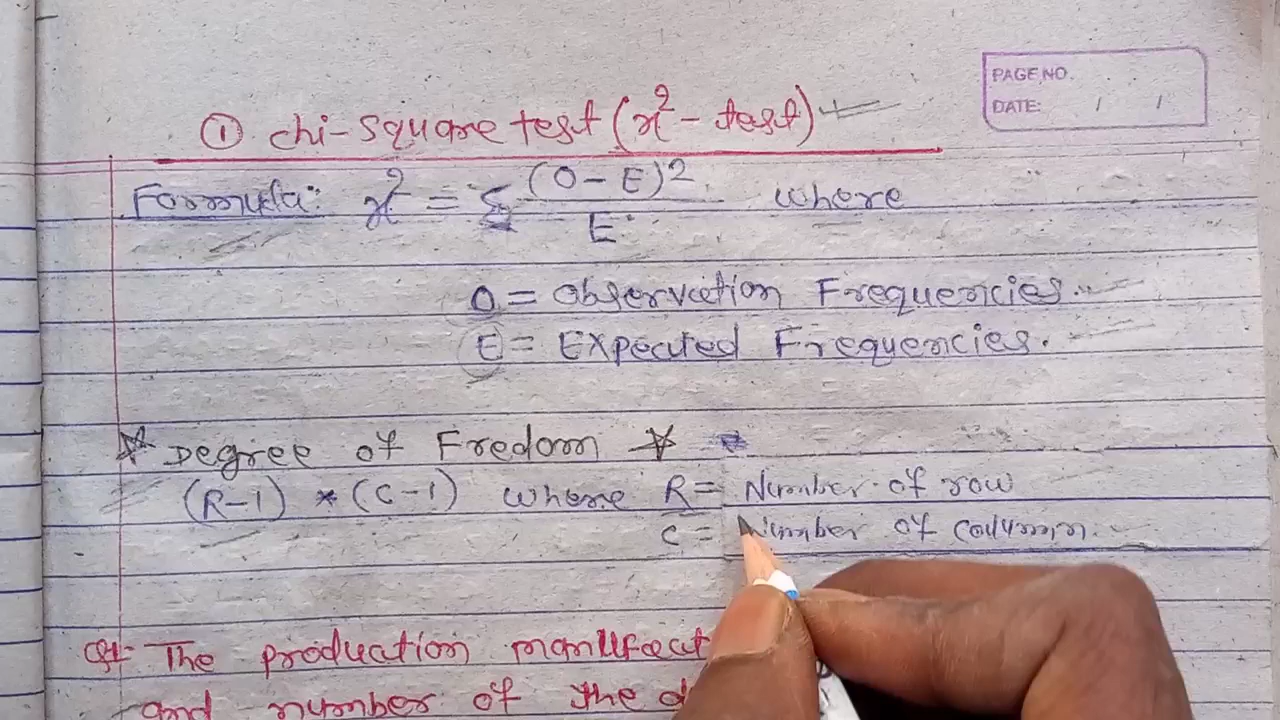 PAGE NO.
DATE: / /
① chi-square test (x² - test)
Formula: x² = Σ (O - E)² / E where
O = Observation Frequencies.
E = Expected Frequencies.
☆ Degree of Fredom ☆
(R-1) * (C-1) where R = Number of row
C = Number of column.
Q1- The production
and number of the